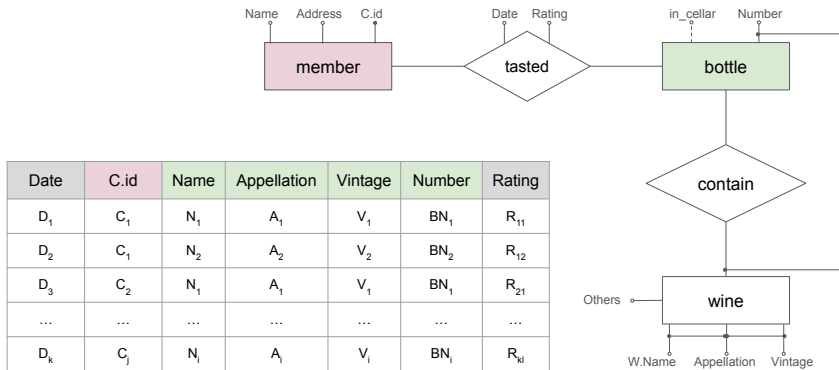 Name Address C.id Date Rating in_cellar Number
member tasted bottle
contain
Date C.id Name Appellation Vintage Number Rating
D1 C1 N1 A1 V1 BN1 R11
D2 C1 N2 A2 V2 BN2 R12
D3 C2 N1 A1 V1 BN1 R21
... ... ... ... ... ... ...
Dk Cj Ni Ai Vi BNi Rkl
Others wine
W.Name Appellation Vintage